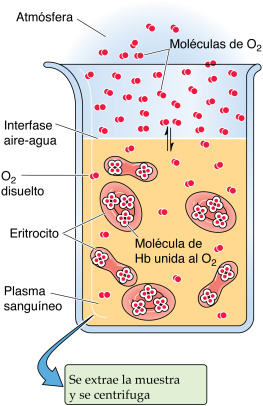 Atmósfera
Moléculas de O2
Interfase
aire-agua
O2
disuelto
Eritrocito
Molécula de
Hb unida al O2
Plasma
sanguíneo
Se extrae la muestra
y se centrifuga